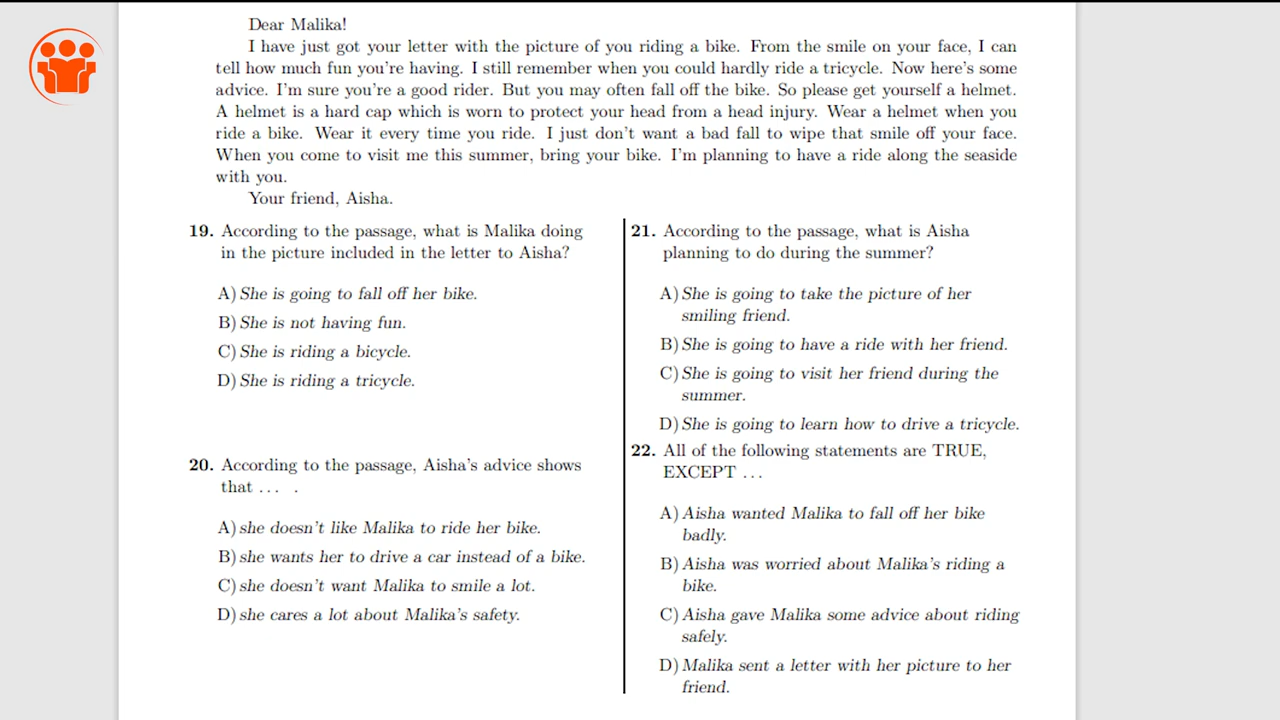 Dear Malika!
I have just got your letter with the picture of you riding a bike. From the smile on your face, I can
tell how much fun you're having. I still remember when you could hardly ride a tricycle. Now here's some
advice. I'm sure you're a good rider. But you may often fall off the bike. So please get yourself a helmet.
A helmet is a hard cap which is worn to protect your head from a head injury. Wear a helmet when you
ride a bike. Wear it every time you ride. I just don't want a bad fall to wipe that smile off your face.
When you come to visit me this summer, bring your bike. I'm planning to have a ride along the seaside
with you.
Your friend, Aisha.
19. According to the passage, what is Malika doing
in the picture included in the letter to Aisha?
A) She is going to fall off her bike.
B) She is not having fun.
C) She is riding a bicycle.
D) She is riding a tricycle.
20. According to the passage, Aisha's advice shows
that ... .
A) she doesn't like Malika to ride her bike.
B) she wants her to drive a car instead of a bike.
C) she doesn't want Malika to smile a lot.
D) she cares a lot about Malika's safety.
21. According to the passage, what is Aisha
planning to do during the summer?
A) She is going to take the picture of her
smiling friend.
B) She is going to have a ride with her friend.
C) She is going to visit her friend during the
summer.
D) She is going to learn how to drive a tricycle.
22. All of the following statements are TRUE,
EXCEPT ...
A) Aisha wanted Malika to fall off her bike
badly.
B) Aisha was worried about Malika's riding a
bike.
C) Aisha gave Malika some advice about riding
safely.
D) Malika sent a letter with her picture to her
friend.